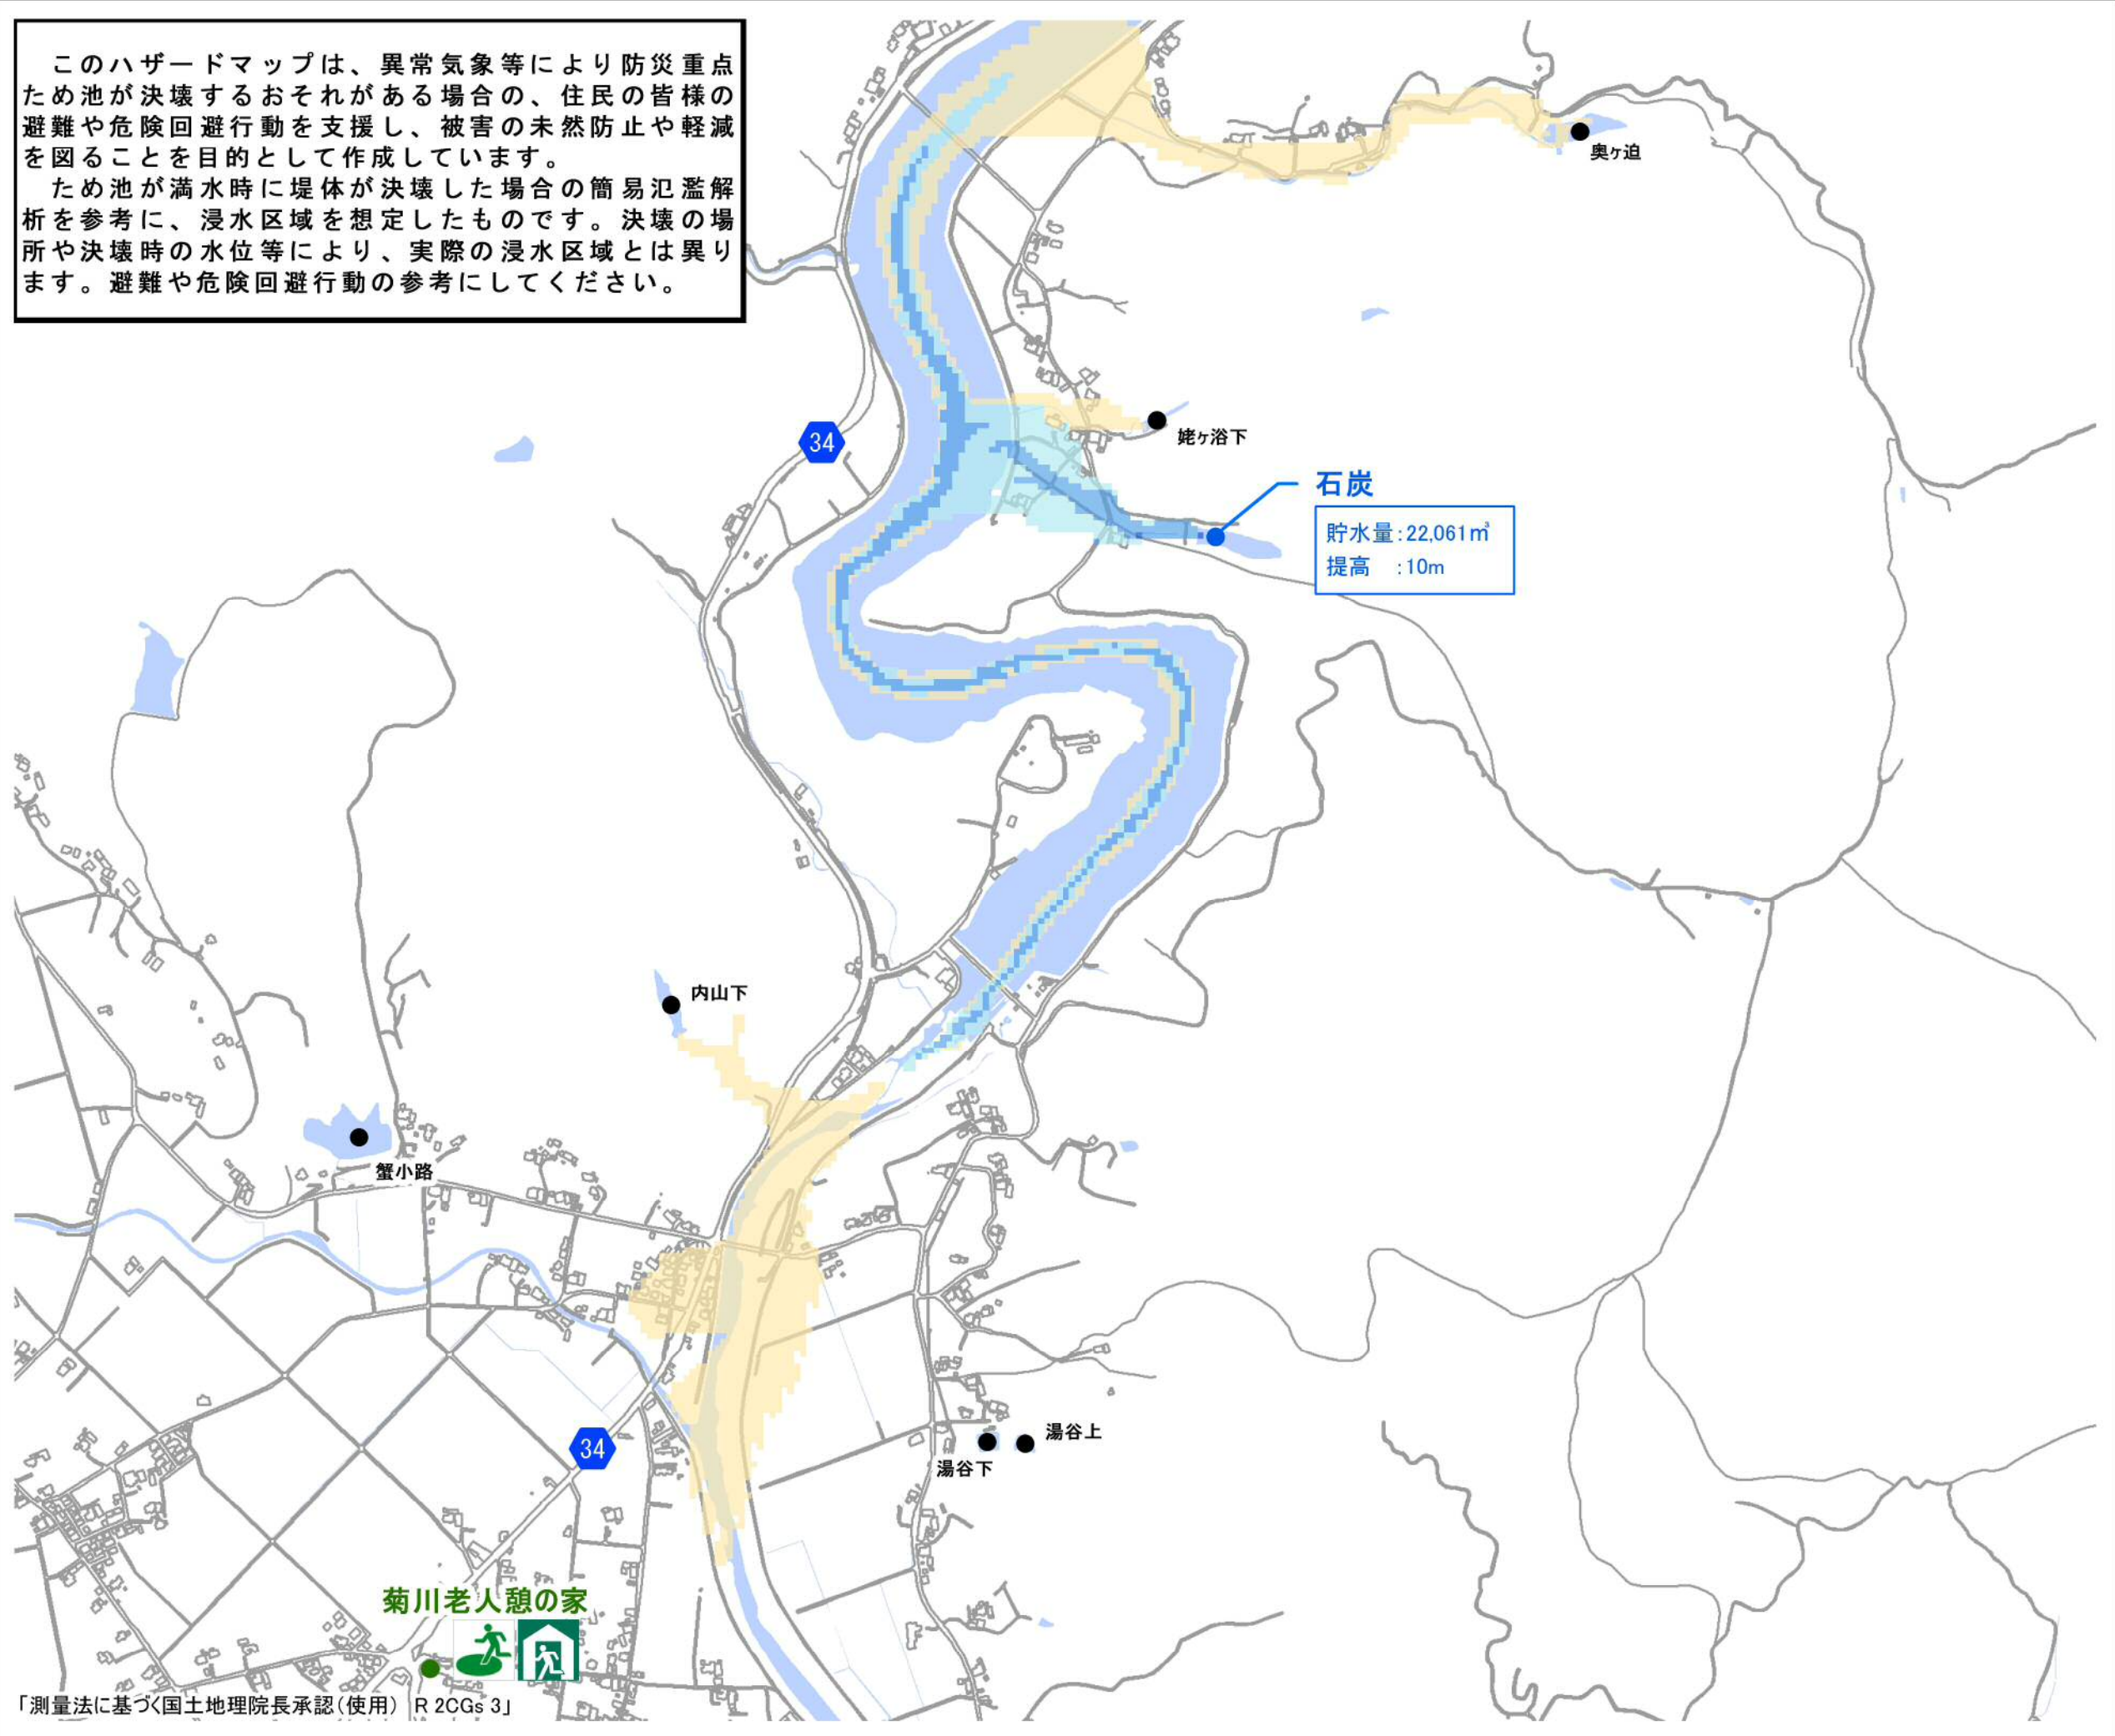 このハザードマップは、異常気象等により防災重点
ため池が決壊するおそれがある場合の、住民の皆様の
避難や危険回避行動を支援し、被害の未然防止や軽減
を図ることを目的として作成しています。
ため池が満水時に堤体が決壊した場合の簡易氾濫解
析を参考に、浸水区域を想定したものです。決壊の場
所や決壊時の水位等により、実際の浸水区域とは異り
ます。避難や危険回避行動の参考にしてください。
奥ヶ迫
姥ヶ浴下
34
石炭
貯水量:22,061㎥
提高 :10m
内山下
蟹小路
湯谷上
湯谷下
34
菊川老人憩の家
「測量法に基づく国土地理院長承認(使用) R 2CGs 3」